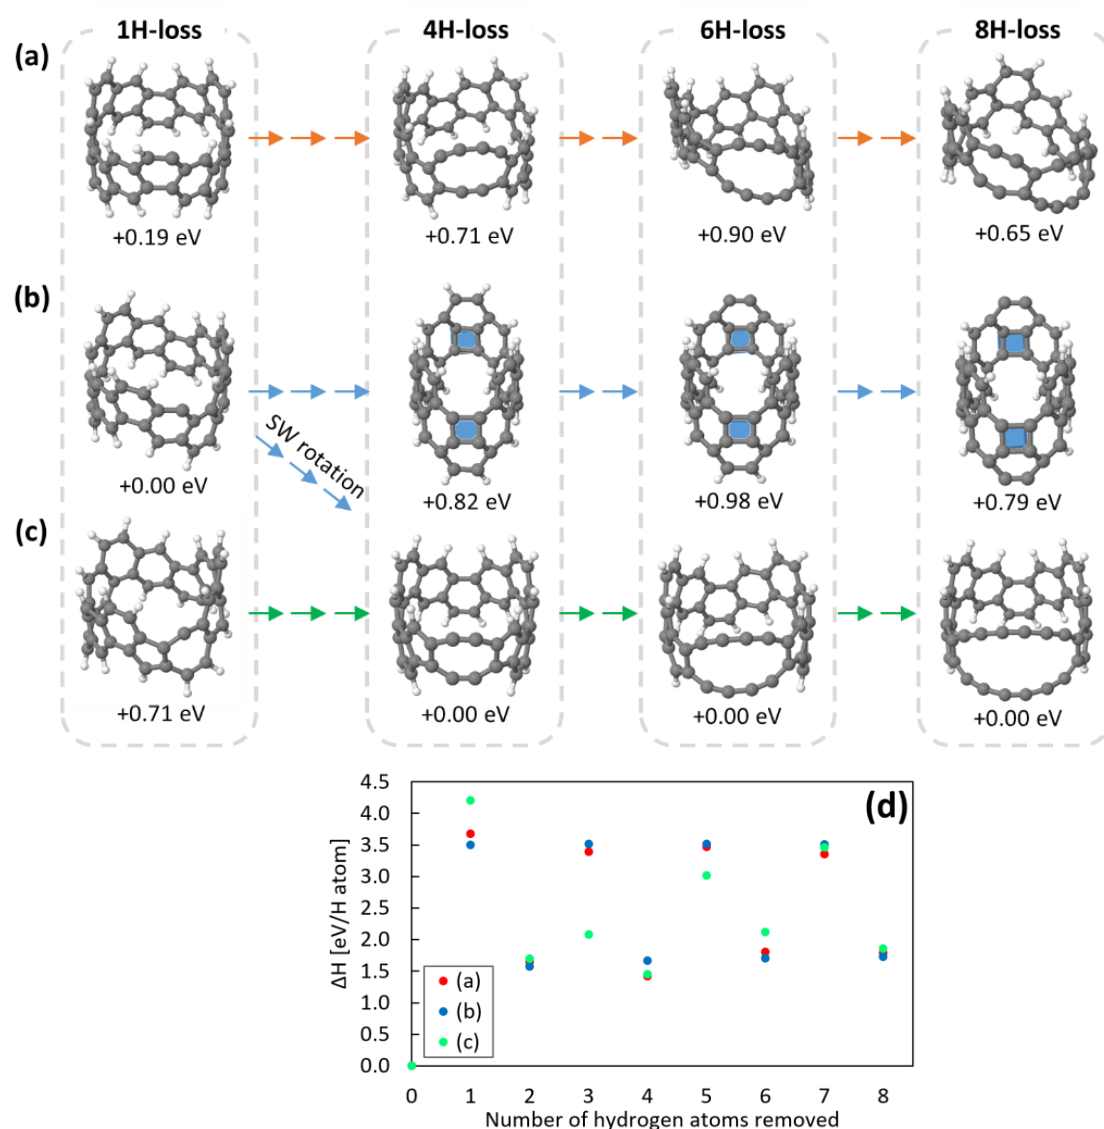 1H-loss 4H-loss 6H-loss 8H-loss
(a)
+0.19 eV +0.71 eV +0.90 eV +0.65 eV
(b)
SW rotation
+0.00 eV +0.82 eV +0.98 eV +0.79 eV
(c)
+0.71 eV +0.00 eV +0.00 eV +0.00 eV
(d)
4.5
4.0
3.5
3.0
2.5
2.0
1.5
1.0
0.5
0.0
ΔH [eV/H atom]
(a)
(b)
(c)
0 1 2 3 4 5 6 7 8
Number of hydrogen atoms removed